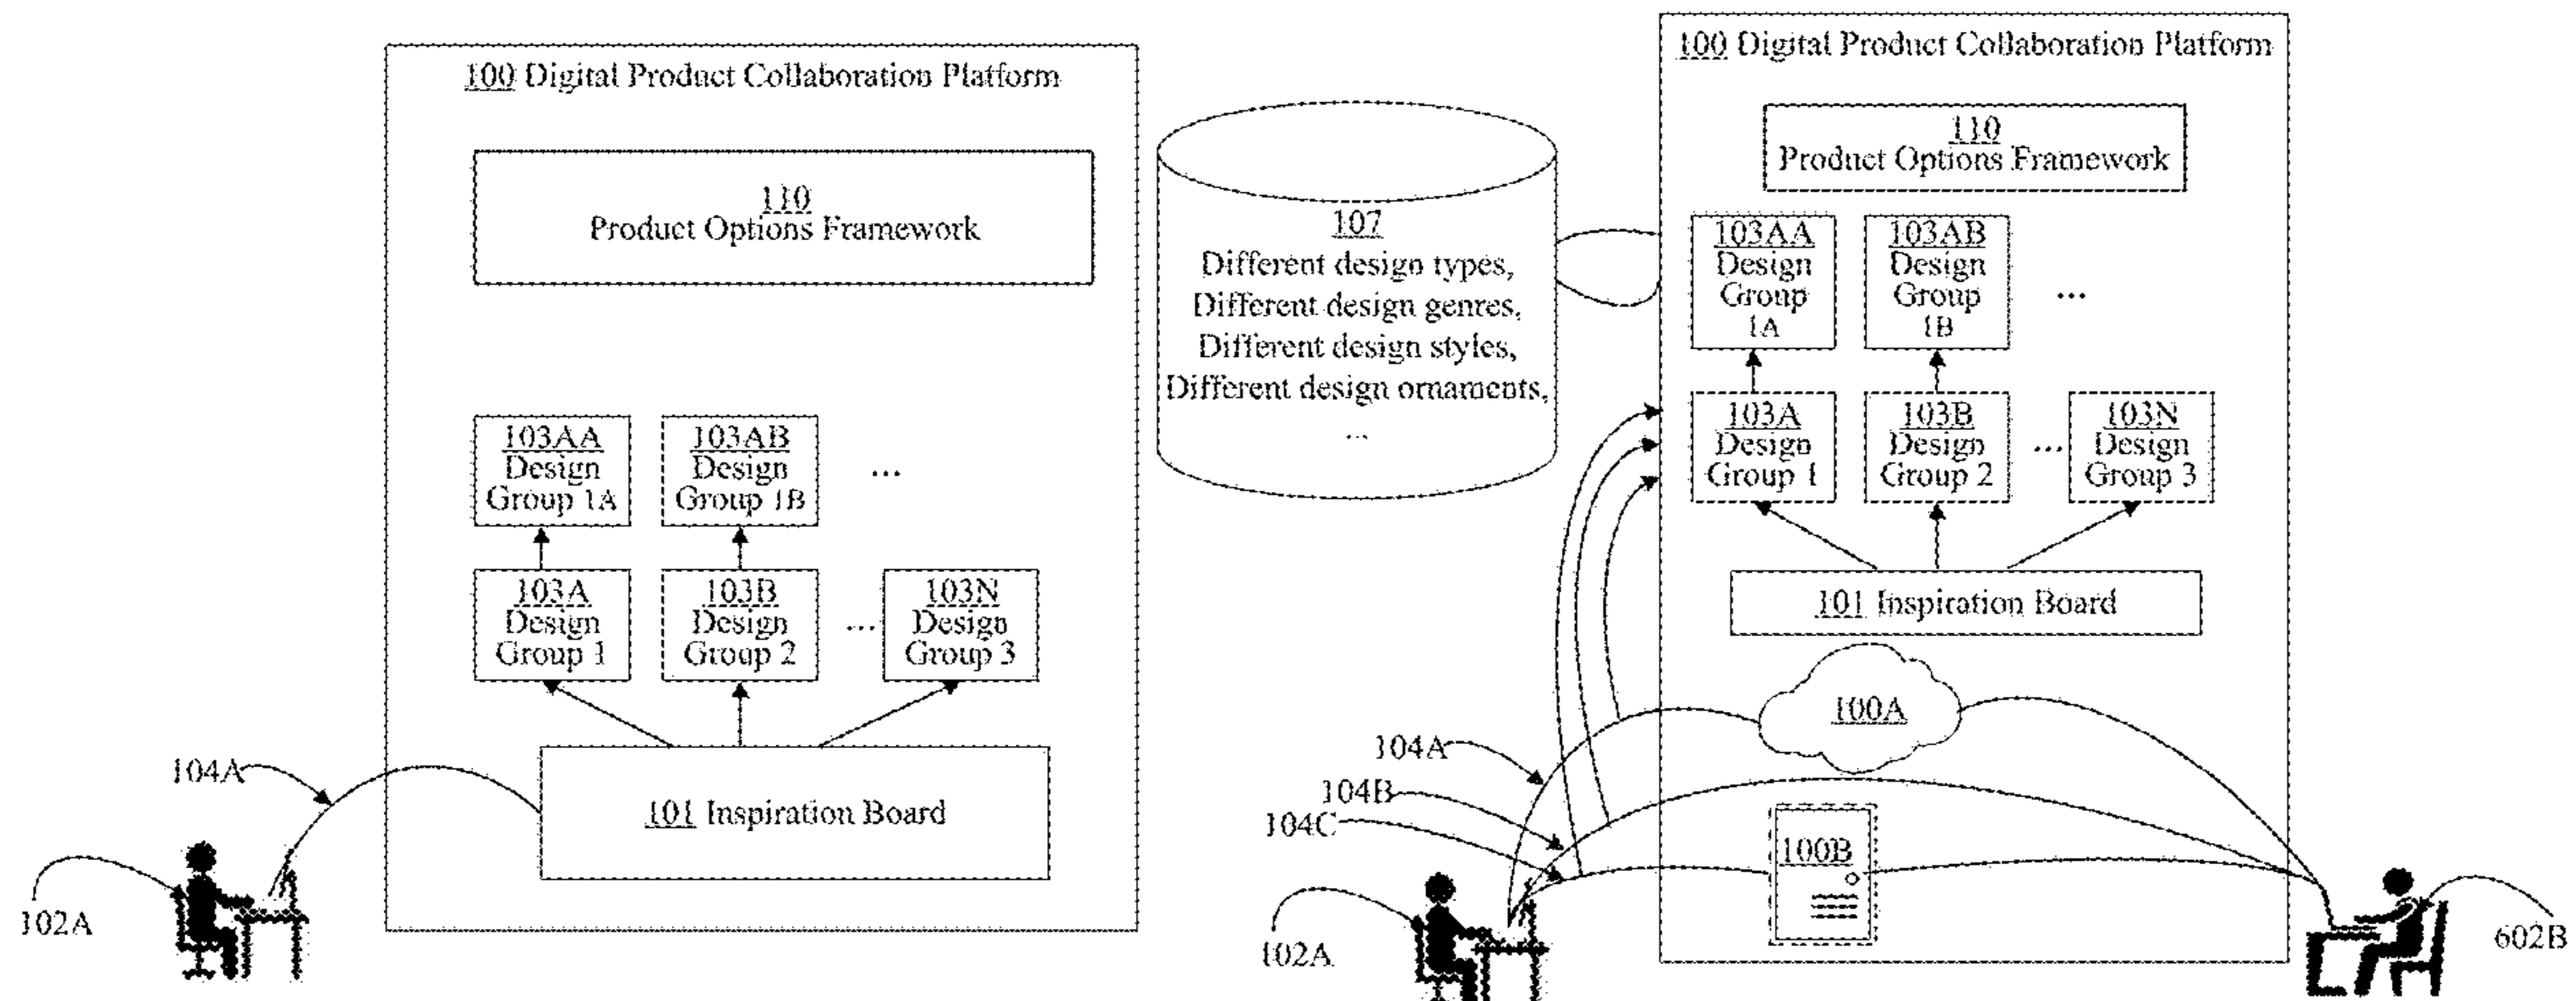 100 Digital Product Collaboration Platform
110
Product Options Framework
103AA
Design
Group 1A
103AB
Design
Group 1B
...
103A
Design
Group 1
103B
Design
Group 2
...
103N
Design
Group 3
104A
101 Inspiration Board
102A
107
Different design types,
Different design genres,
Different design styles,
Different design ornaments,
...
100 Digital Product Collaboration Platform
110
Product Options Framework
103AA
Design
Group
1A
103AB
Design
Group
1B
...
103A
Design
Group 1
103B
Design
Group 2
...
103N
Design
Group 3
101 Inspiration Board
100A
104A
104B
104C
100B
102A
602B